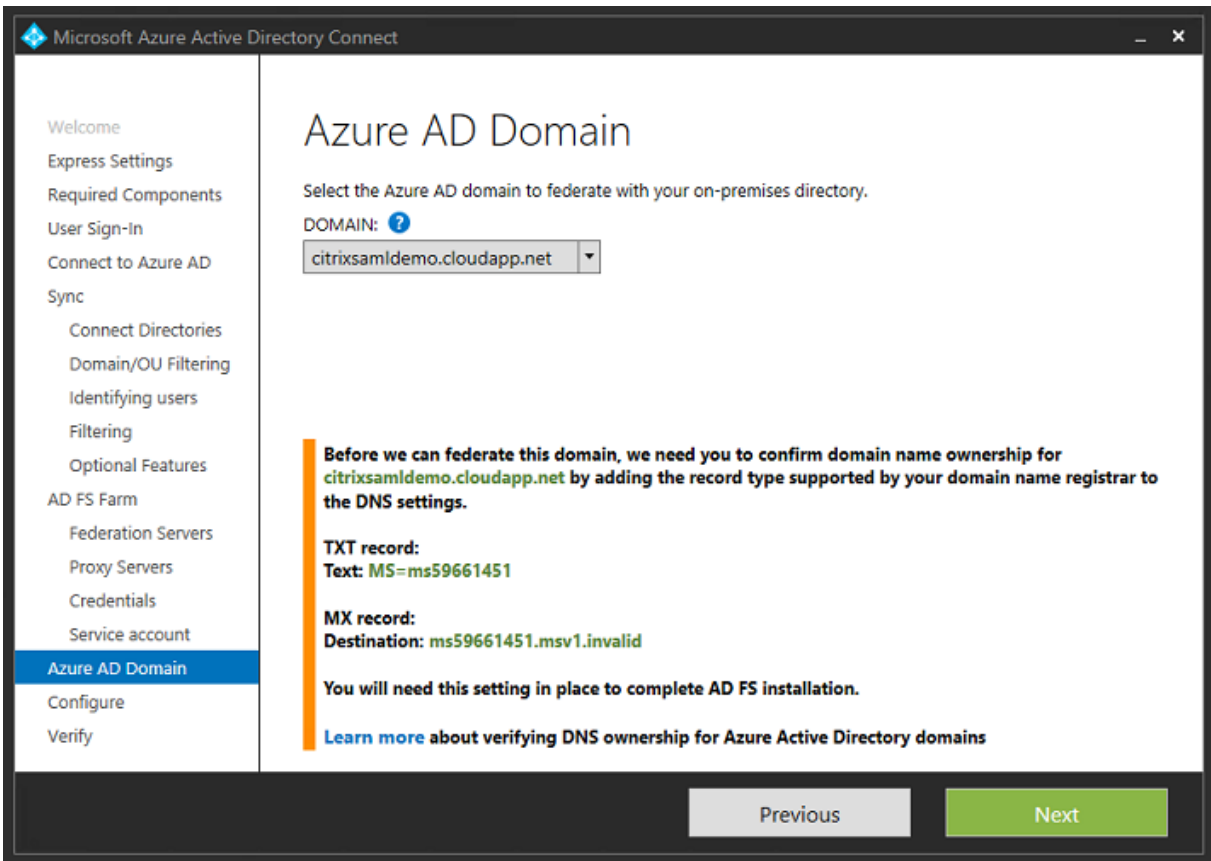 Microsoft Azure Active Directory Connect
Welcome
Express Settings
Required Components
User Sign-In
Connect to Azure AD
Sync
Connect Directories
Domain/OU Filtering
Identifying users
Filtering
Optional Features
AD FS Farm
Federation Servers
Proxy Servers
Credentials
Service account
Azure AD Domain
Configure
Verify
Azure AD Domain
Select the Azure AD domain to federate with your on-premises directory.
DOMAIN: ?
citrixsamldemo.cloudapp.net
Before we can federate this domain, we need you to confirm domain name ownership for
citrixsamldemo.cloudapp.net by adding the record type supported by your domain name registrar to
the DNS settings.
TXT record:
Text: MS=ms59661451
MX record:
Destination: ms59661451.msv1.invalid
You will need this setting in place to complete AD FS installation.
Learn more about verifying DNS ownership for Azure Active Directory domains
Previous
Next